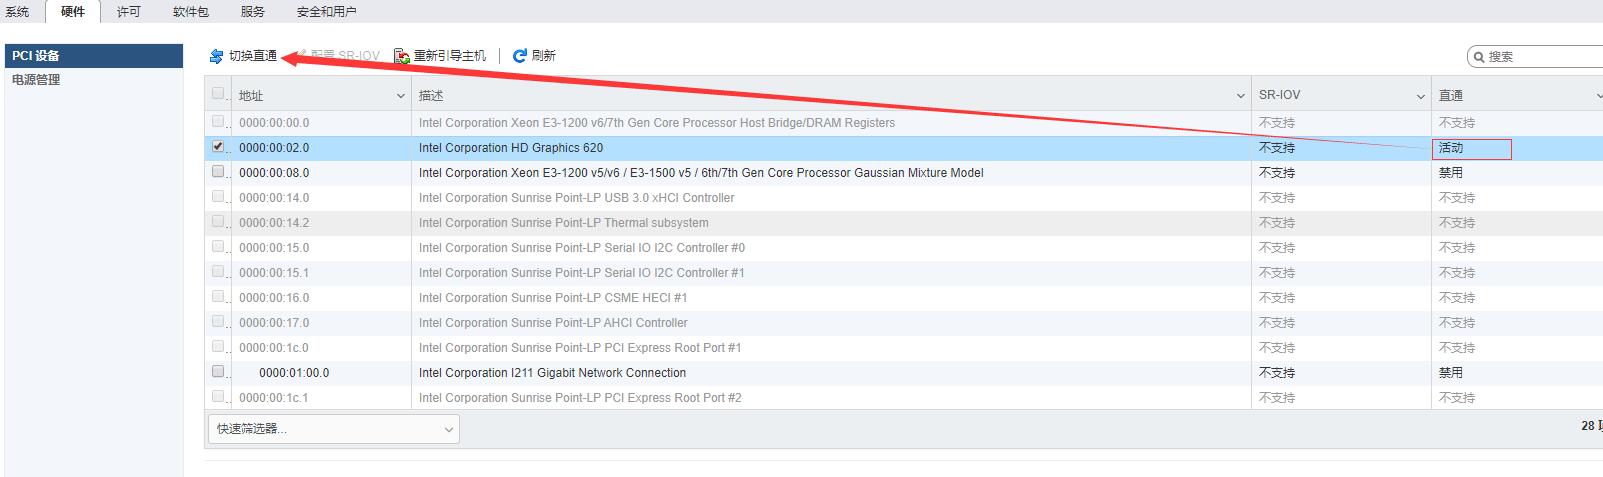 系统 硬件 许可 软件包 服务 安全和用户
PCI 设备
电源管理
切换直通 配置 SR-IOV 重新引导主机 刷新 搜索
地址 描述 SR-IOV 直通
0000:00:00.0 Intel Corporation Xeon E3-1200 v6/7th Gen Core Processor Host Bridge/DRAM Registers 不支持 不支持
0000:00:02.0 Intel Corporation HD Graphics 620 不支持 活动
0000:00:08.0 Intel Corporation Xeon E3-1200 v5/v6 / E3-1500 v5 / 6th/7th Gen Core Processor Gaussian Mixture Model 不支持 禁用
0000:00:14.0 Intel Corporation Sunrise Point-LP USB 3.0 xHCI Controller 不支持 不支持
0000:00:14.2 Intel Corporation Sunrise Point-LP Thermal subsystem 不支持 不支持
0000:00:15.0 Intel Corporation Sunrise Point-LP Serial IO I2C Controller #0 不支持 不支持
0000:00:15.1 Intel Corporation Sunrise Point-LP Serial IO I2C Controller #1 不支持 不支持
0000:00:16.0 Intel Corporation Sunrise Point-LP CSME HECI #1 不支持 不支持
0000:00:17.0 Intel Corporation Sunrise Point-LP AHCI Controller 不支持 不支持
0000:00:1c.0 Intel Corporation Sunrise Point-LP PCI Express Root Port #1 不支持 不支持
0000:01:00.0 Intel Corporation I211 Gigabit Network Connection 不支持 禁用
0000:00:1c.1 Intel Corporation Sunrise Point-LP PCI Express Root Port #2 不支持 不支持
快速筛选器... 28